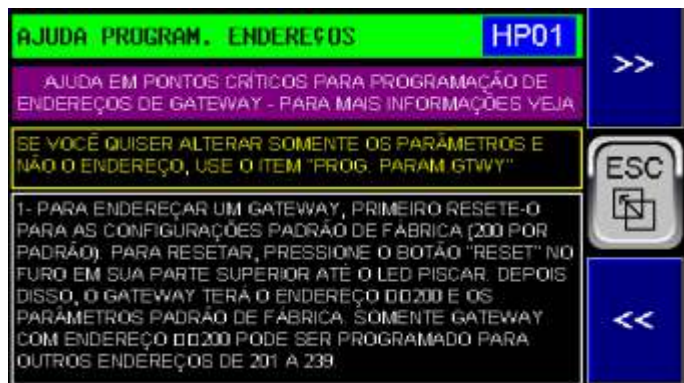 AJUDA PROGRAM. ENDEREÇOS
HP01
>>
AJUDA EM PONTOS CRÍTICOS PARA PROGRAMAÇÃO DE
ENDEREÇOS DE GATEWAY - PARA MAIS INFORMAÇÕES VEJA
SE VOCÊ QUISER ALTERAR SOMENTE OS PARÂMETROS E
NÃO O ENDEREÇO, USE O ITEM "PROG. PARAM.GTWY"
ESC
1- PARA ENDEREÇAR UM GATEWAY, PRIMEIRO RESETE-O
PARA AS CONFIGURAÇÕES PADRÃO DE FÁBRICA (200 POR
PADRÃO). PARA RESETAR, PRESSIONE O BOTÃO "RESET" NO
FURO EM SUA PARTE SUPERIOR ATÉ O LED PISCAR. DEPOIS
DISSO, O GATEWAY TERÁ O ENDEREÇO □□200 E OS
PARÂMETROS PADRÃO DE FÁBRICA. SOMENTE GATEWAY
COM ENDEREÇO □□200 PODE SER PROGRAMADO PARA
OUTROS ENDEREÇOS DE 201 A 239.
<<